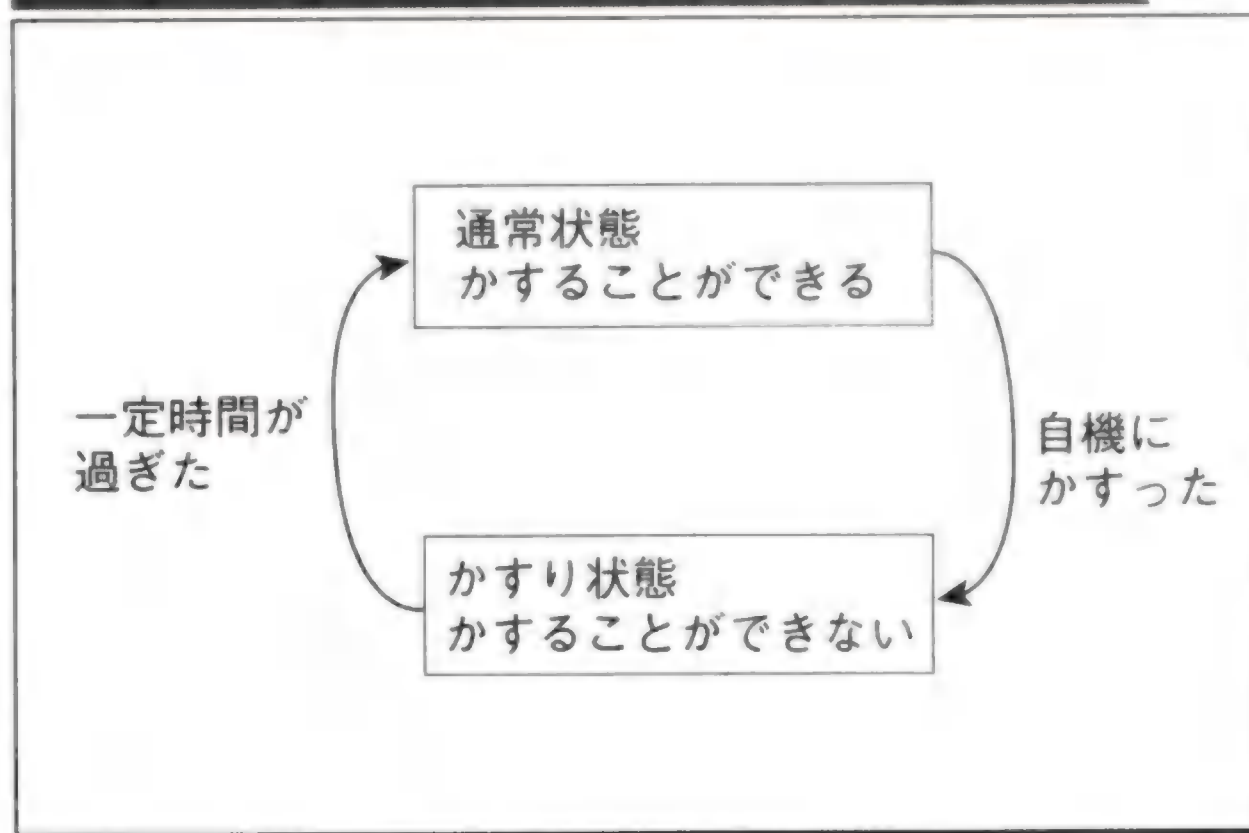 通常状態
かすることができる
一定時間が
過ぎた
自機に
かすった
かすり状態
かすることができない